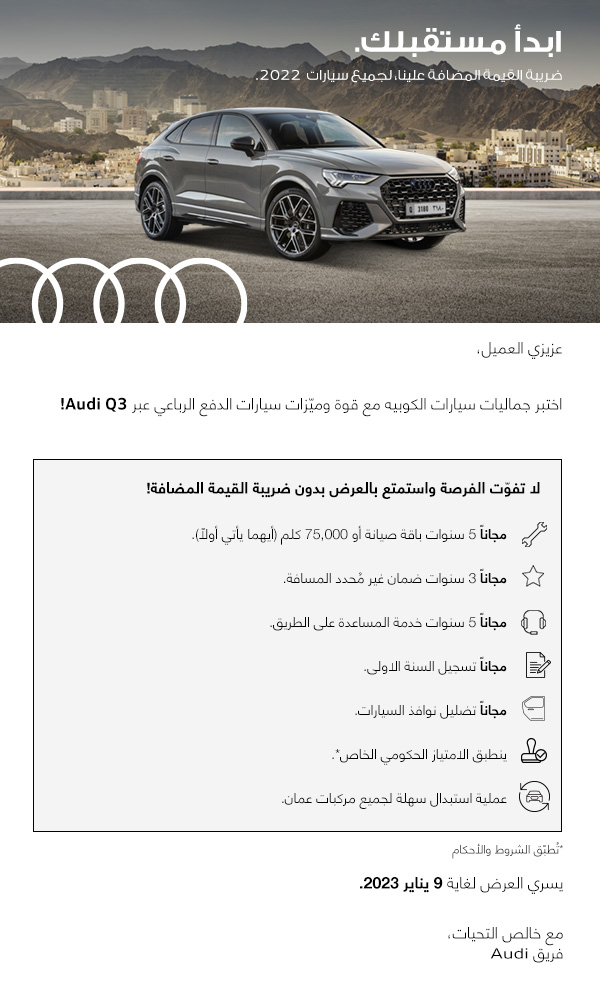 ابدأ مستقبلك.
ضريبة القيمة المضافة علينا، لجميع سيارات 2022.
عزيزي العميل،
اختبر جماليات سيارات الكوبيه مع قوة وميّزات سيارات الدفع الرباعي عبر Audi Q3!
لا تفوّت الفرصة واستمتع بالعرض بدون ضريبة القيمة المضافة!
مجاناً 5 سنوات باقة صيانة أو 75,000 كلم (أيهما يأتي أولاً).
مجاناً 3 سنوات ضمان غير مُحدد المسافة.
مجاناً 5 سنوات خدمة المساعدة على الطريق.
مجاناً تسجيل السنة الاولى.
مجاناً تضليل نوافذ السيارات.
ينطبق الامتياز الحكومي الخاص*.
عملية استبدال سهلة لجميع مركبات عمان.
*تُطبّق الشروط والأحكام
يسري العرض لغاية 9 يناير 2023.
مع خالص التحيات،
فريق Audi